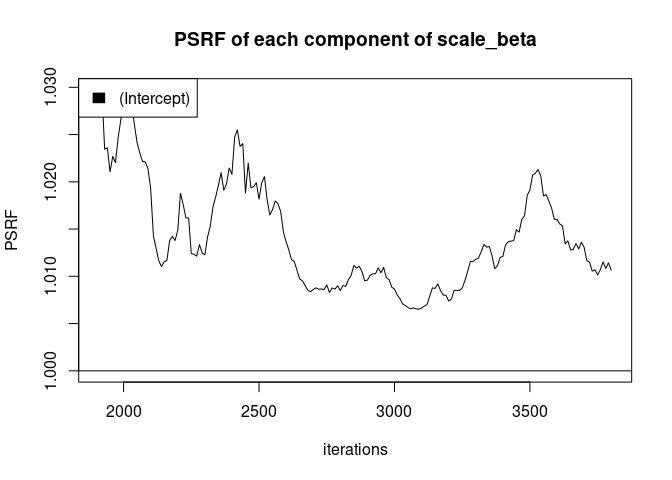 PSRF of each component of scale_beta
(Intercept)
PSRF
1.030
1.020
1.010
1.000
2000 2500 3000 3500
iterations